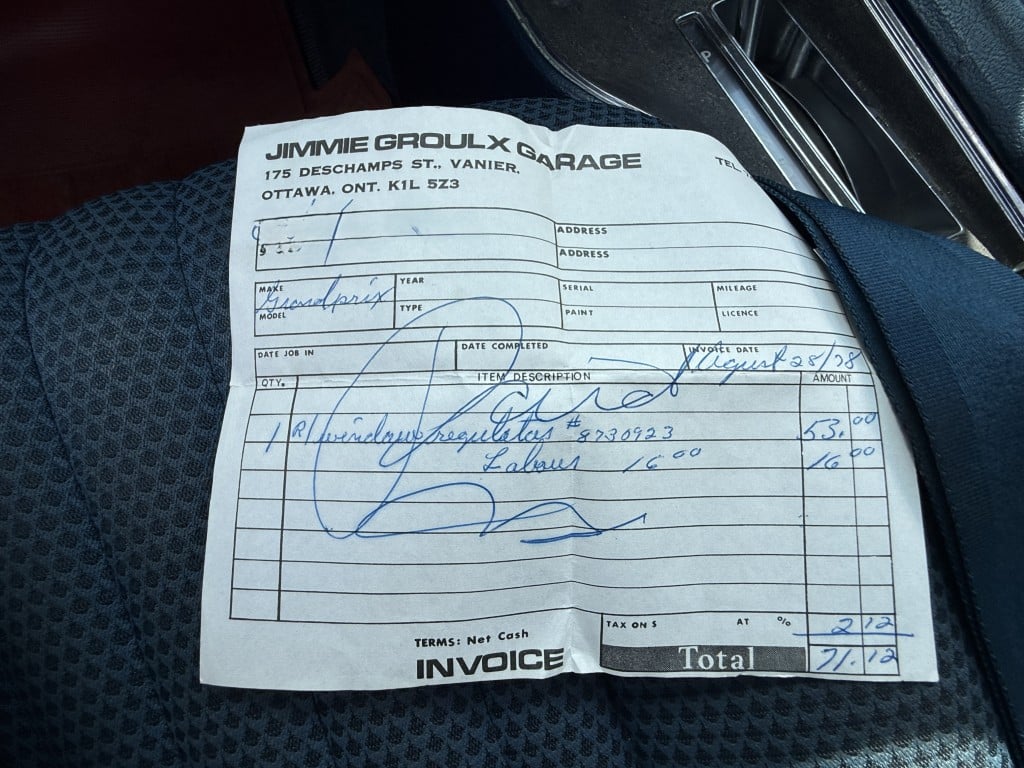 JIMMIE GROULX GARAGE
175 DESCHAMPS ST., VANIER,
OTTAWA, ONT. K1L 5Z3
TEL
ADDRESS
$
ADDRESS
MAKE Grand prix YEAR SERIAL MILEAGE
MODEL TYPE PAINT LICENCE
DATE JOB IN DATE COMPLETED INVOICE DATE August 28/78
QTY. ITEM DESCRIPTION AMOUNT
Paid
1 R/window regulator # 8730923 53.00
Labour 16 00 16 00
TAX ON $ AT % 2 12
TERMS: Net Cash
INVOICE Total 71.12
P